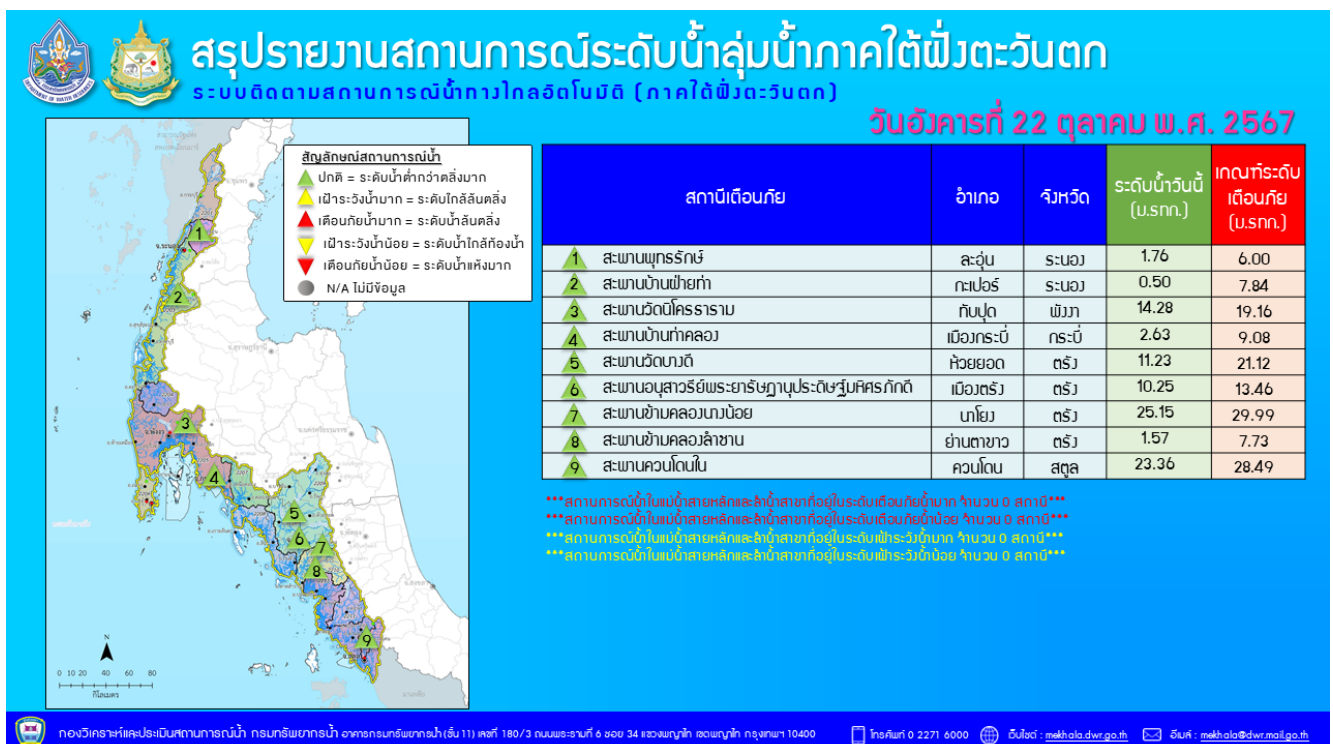 สรุปรายงานสถานการณ์ระดับน้ำลุ่มน้ำภาคใต้ฝั่งตะวันตก
ระบบติดตามสถานการณ์น้ำทางไกลอัตโนมัติ (ภาคใต้ฝั่งตะวันตก)
วันอังคารที่ 22 ตุลาคม พ.ศ. 2567
สัญลักษณ์สถานการณ์น้ำ
ปกติ = ระดับน้ำต่ำกว่าตลิ่งมาก
เฝ้าระวังน้ำมาก = ระดับใกล้ล้นตลิ่ง
เตือนภัยน้ำมาก = ระดับน้ำล้นตลิ่ง
เฝ้าระวังน้ำน้อย = ระดับน้ำใกล้ท้องน้ำ
เตือนภัยน้ำน้อย = ระดับน้ำแห้งมาก
N/A ไม่มีข้อมูล
1
2
3
4
5
6
7
8
9
N
0 10 20 40 60 80
กิโลเมตร
สถานีเตือนภัย อำเภอ จังหวัด ระดับน้ำวันนี้ (ม.รทก.) เกณฑ์ระดับเตือนภัย (ม.รทก.)
1 สะพานพุทธรักษ์ ละอุ่น ระนอง 1.76 6.00
2 สะพานบ้านฝ่ายท่า กะเปอร์ ระนอง 0.50 7.84
3 สะพานวัดนิโครธาราม ทับปุด พังงา 14.28 19.16
4 สะพานบ้านท่าคลอง เมืองกระบี่ กระบี่ 2.63 9.08
5 สะพานวัดบางดี ห้วยยอด ตรัง 11.23 21.12
6 สะพานอนุสาวรีย์พระยารัษฎานุประดิษฐ์มหิศรภักดี เมืองตรัง ตรัง 10.25 13.46
7 สะพานข้ามคลองนางน้อย นาโยง ตรัง 25.15 29.99
8 สะพานข้ามคลองลำชาน ย่านตาขาว ตรัง 1.57 7.73
9 สะพานควนโดนใน ควนโดน สตูล 23.36 28.49
***สถานการณ์น้ำในแม่น้ำสายหลักและลำน้ำสาขาที่อยู่ในระดับเตือนภัยน้ำมาก จำนวน 0 สถานี***
***สถานการณ์น้ำในแม่น้ำสายหลักและลำน้ำสาขาที่อยู่ในระดับเตือนภัยน้ำน้อย จำนวน 0 สถานี***
***สถานการณ์น้ำในแม่น้ำสายหลักและลำน้ำสาขาที่อยู่ในระดับเฝ้าระวังน้ำมาก จำนวน 0 สถานี***
***สถานการณ์น้ำในแม่น้ำสายหลักและลำน้ำสาขาที่อยู่ในระดับเฝ้าระวังน้ำน้อย จำนวน 0 สถานี***
กองวิเคราะห์และประเมินสถานการณ์น้ำ กรมทรัพยากรน้ำ อาคารกรมทรัพยากรน้ำ (ชั้น 11) เลขที่ 180/3 ถนนพระรามที่ 6 ซอย 34 แขวงพญาไท เขตพญาไท กรุงเทพฯ 10400 โทรศัพท์ 0 2271 6000 เว็บไซต์ : mekhala.dwr.go.th อีเมล์ : mekhala@dwr.mail.go.th